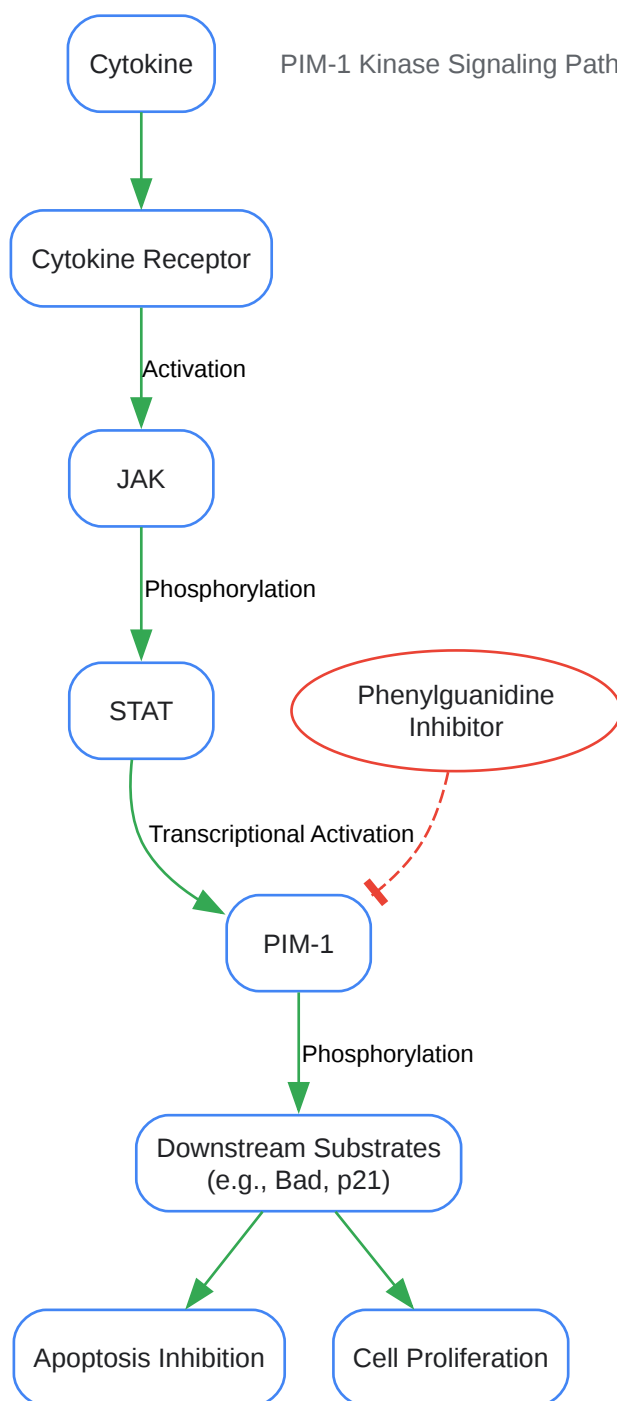 Cytokine
PIM-1 Kinase Signaling Path
Cytokine Receptor
Activation
JAK
Phosphorylation
STAT
Phenylguanidine
Inhibitor
Transcriptional Activation
PIM-1
Phosphorylation
Downstream Substrates
(e.g., Bad, p21)
Apoptosis Inhibition
Cell Proliferation